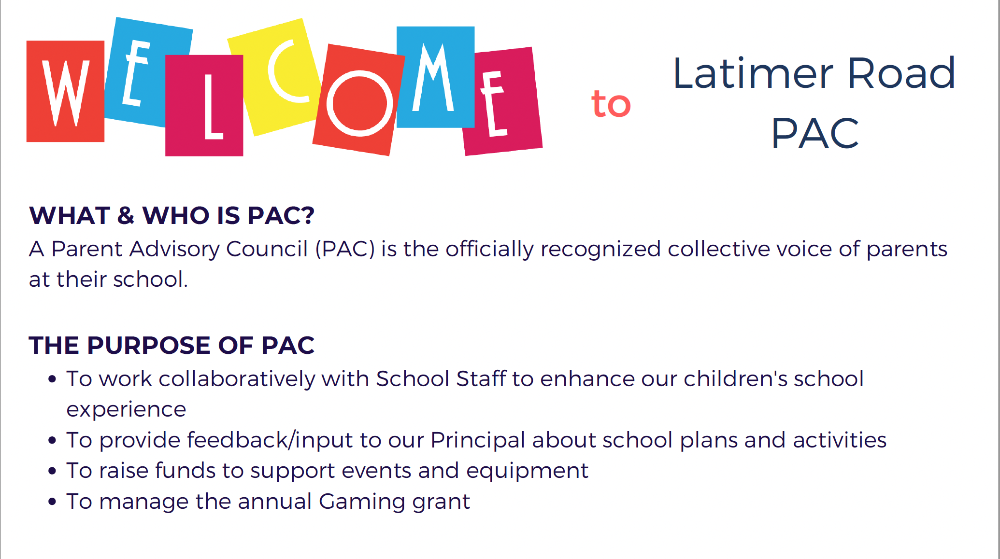 WELCOME to Latimer Road
PAC
WHAT & WHO IS PAC?
A Parent Advisory Council (PAC) is the officially recognized collective voice of parents
at their school.
THE PURPOSE OF PAC
• To work collaboratively with School Staff to enhance our children's school
experience
• To provide feedback/input to our Principal about school plans and activities
• To raise funds to support events and equipment
• To manage the annual Gaming grant